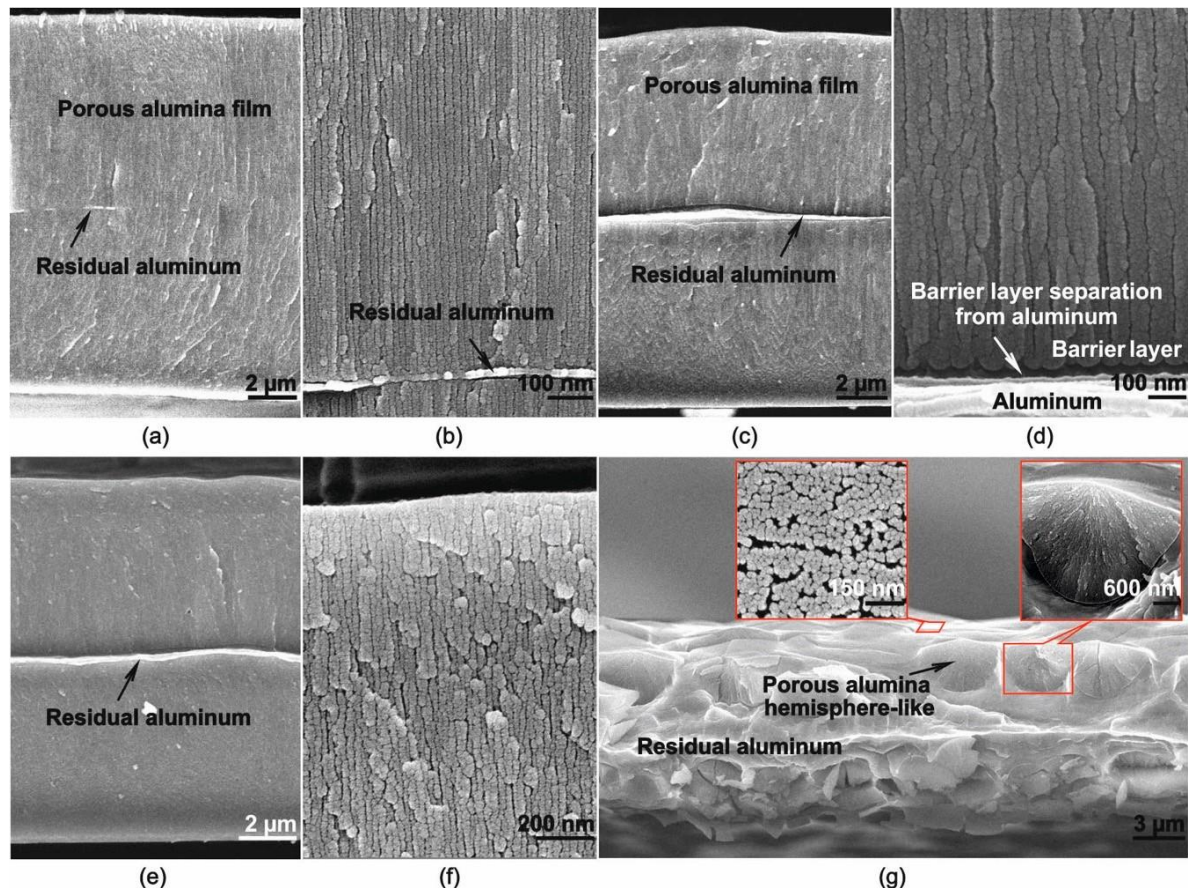 Porous alumina film
Residual aluminum
2 µm
(a)
Residual aluminum
100 nm
(b)
Porous alumina film
Residual aluminum
2 µm
(c)
Barrier layer separation
from aluminum
Barrier layer
100 nm
Aluminum
(d)
Residual aluminum
2 µm
(e)
200 nm
(f)
150 nm
600 nm
Porous alumina
hemisphere-like
Residual aluminum
3 µm
(g)